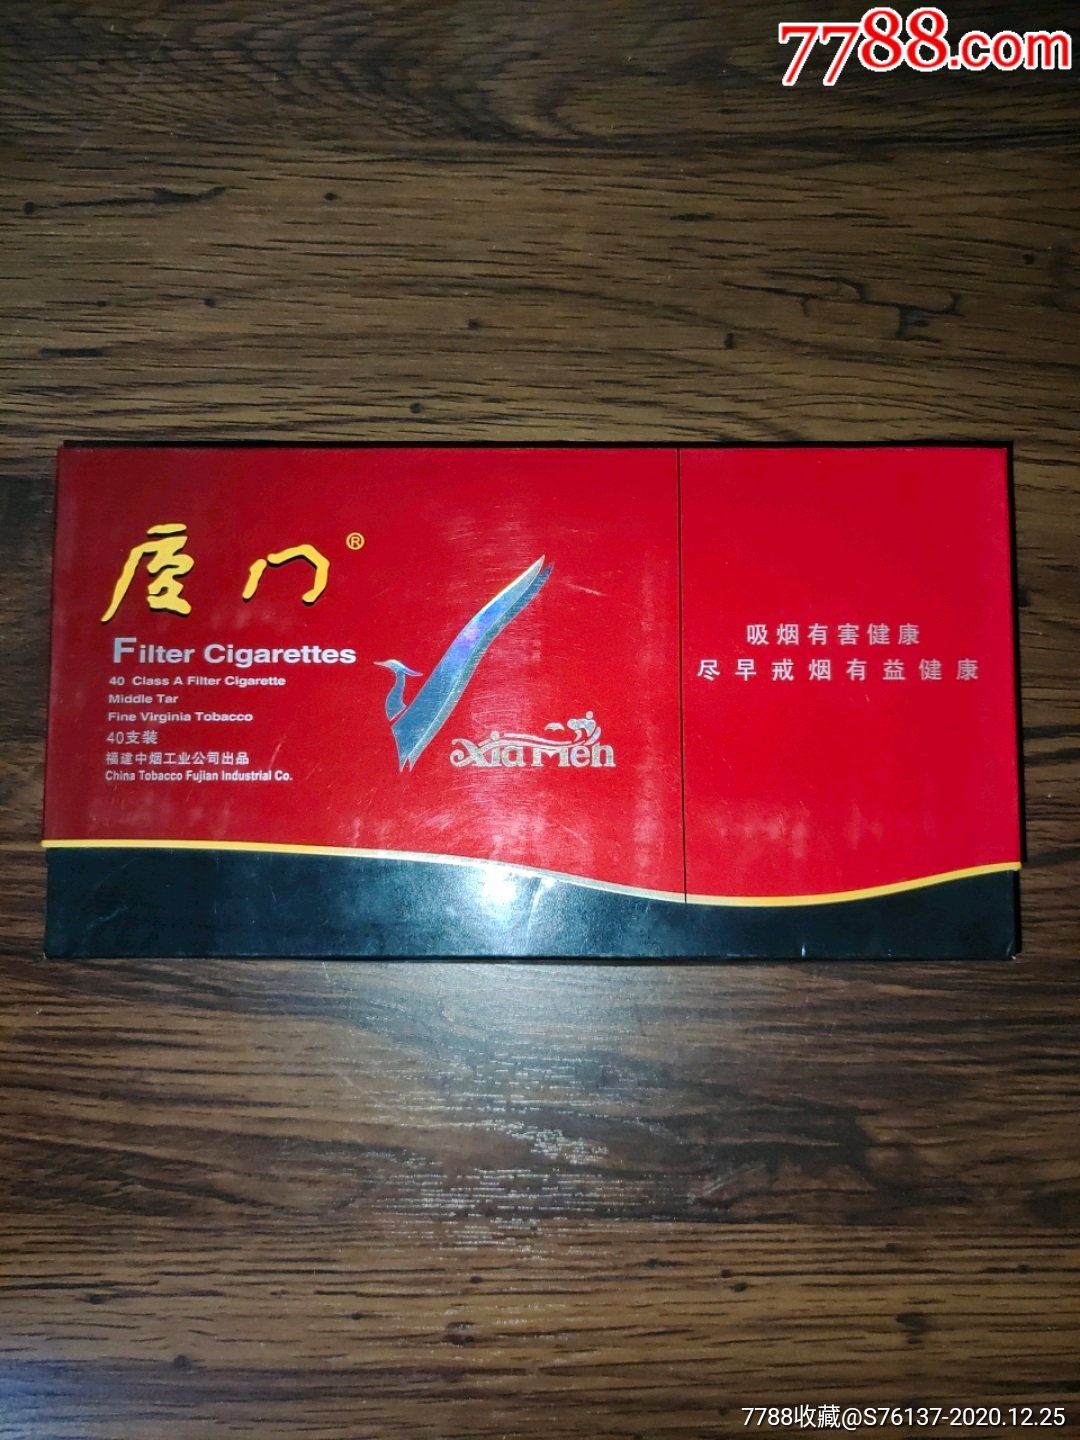 7788.com
厦门®
Filter Cigarettes
40 Class A Filter Cigarette
Middle Tar
Fine Virginia Tobacco
40支装
福建中烟工业公司出品
China Tobacco Fujian Industrial Co.
XiaMen
吸烟有害健康
尽早戒烟有益健康
7788收藏@S76137-2020.12.25